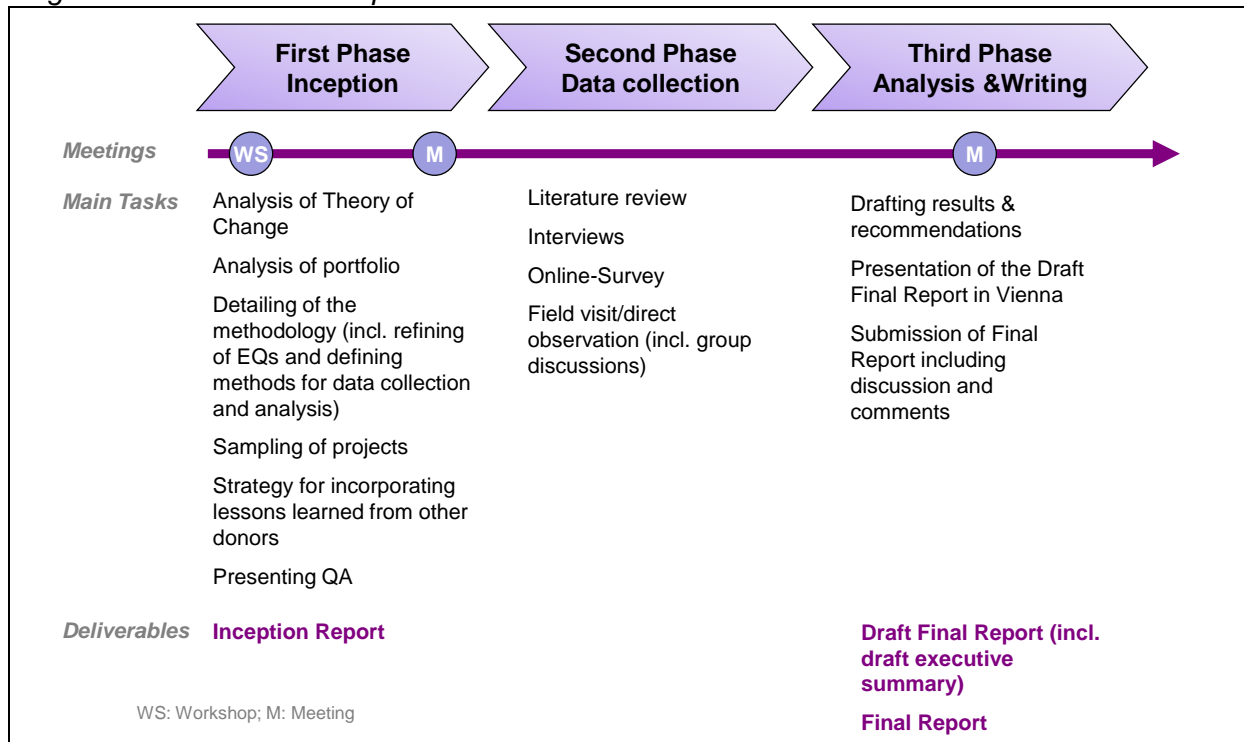 First Phase
Inception
Second Phase
Data collection
Third Phase
Analysis &Writing
Meetings
WS
M
M
Main Tasks
Analysis of Theory of
Change
Analysis of portfolio
Detailing of the
methodology (incl. refining
of EQs and defining
methods for data collection
and analysis)
Sampling of projects
Strategy for incorporating
lessons learned from other
donors
Presenting QA
Literature review
Interviews
Online-Survey
Field visit/direct
observation (incl. group
discussions)
Drafting results &
recommendations
Presentation of the Draft
Final Report in Vienna
Submission of Final
Report including
discussion and
comments
Deliverables
Inception Report
Draft Final Report (incl.
draft executive
summary)
Final Report
WS: Workshop; M: Meeting